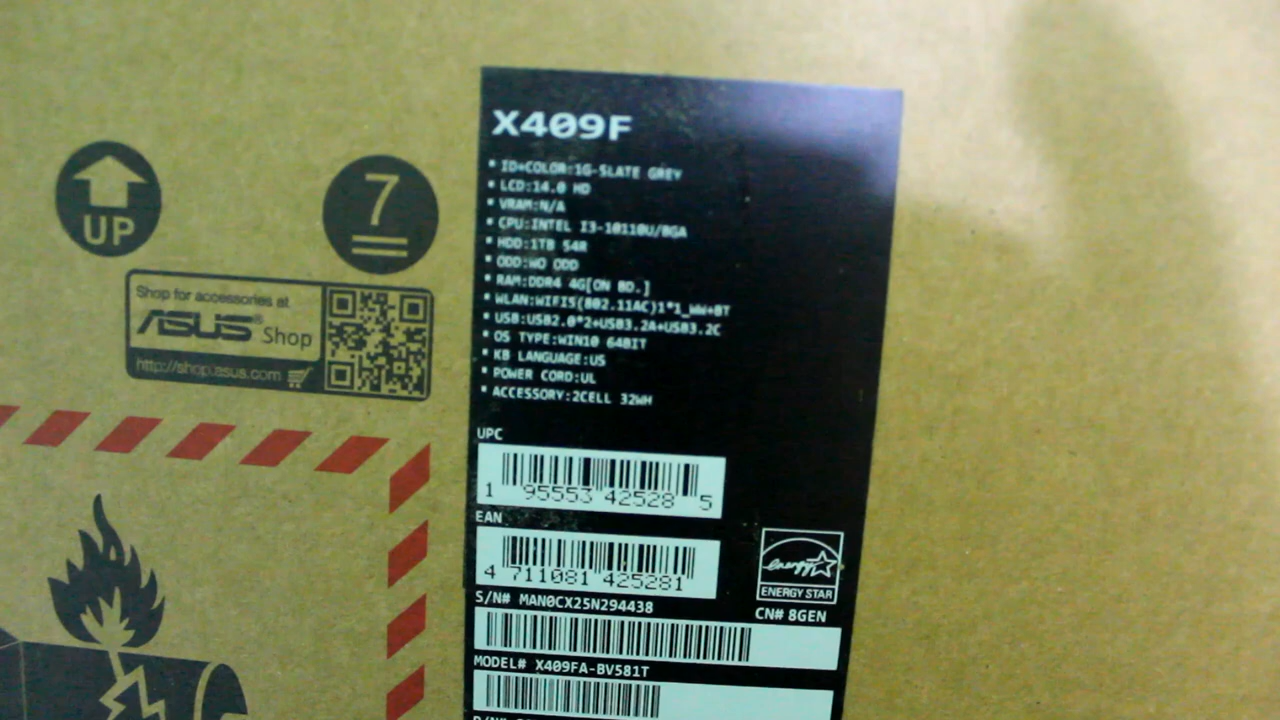 X409F
* ID+COLOR:1G-SLATE GREY
* LCD:14.0 HD
* VRAM:N/A
* CPU:INTEL I3-10110U/8GA
* HDD:1TB 54R
* ODD:WO ODD
* RAM:DDR4 4G[ON BD.]
* WLAN:WIFI5(802.11AC)1*1_WW+BT
* USB:USB2.0*2+USB3.2A+USB3.2C
* OS TYPE:WIN10 64BIT
* KB LANGUAGE:US
* POWER CORD:UL
* ACCESSORY:2CELL 32WH
UPC
1 95553 42528 5
EAN
4 711081 425281
S/N# MAN0CX25N294438
MODEL# X409FA-BV581T
energy
ENERGY STAR
CN# 8GEN
UP
7
Shop for accessories at
ASUS® Shop
http://shop.asus.com